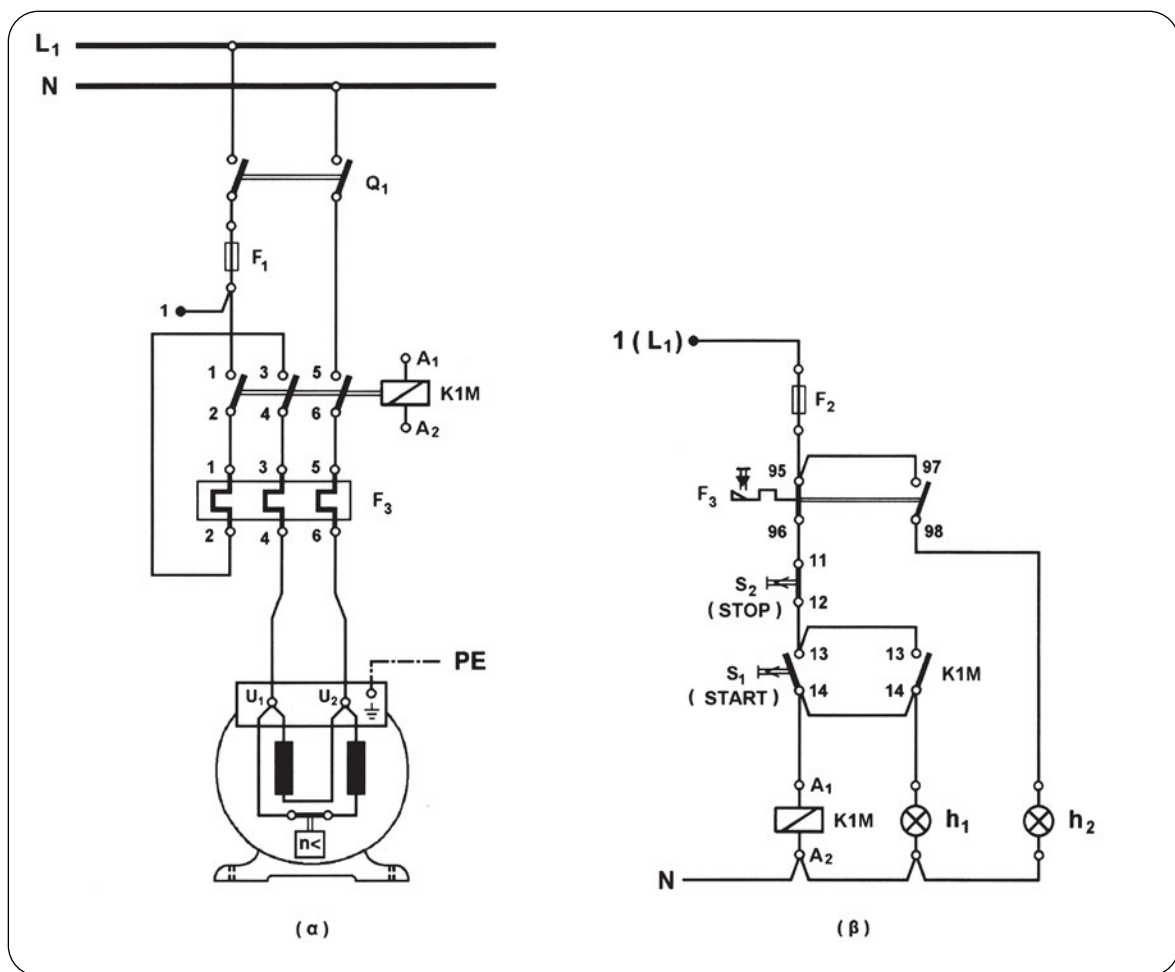 L1
N
Q1
F1
1
1 3 5
A1
K1M
2 4 6
A2
1 3 5
F3
2 4 6
PE
U1 U2
n<
(α)
1 (L1)
F2
95 97
F3
96 98
11
S2
(STOP)
12
13 13
S1 K1M
(START)
14 14
A1
K1M h1 h2
A2
N
(β)